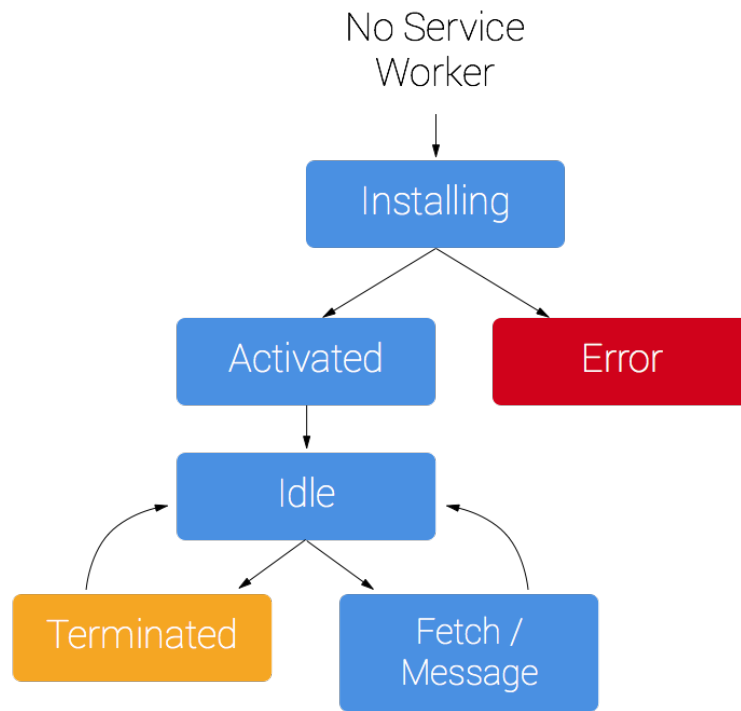 No Service
Worker
Installing
Activated
Error
Idle
Terminated
Fetch /
Message